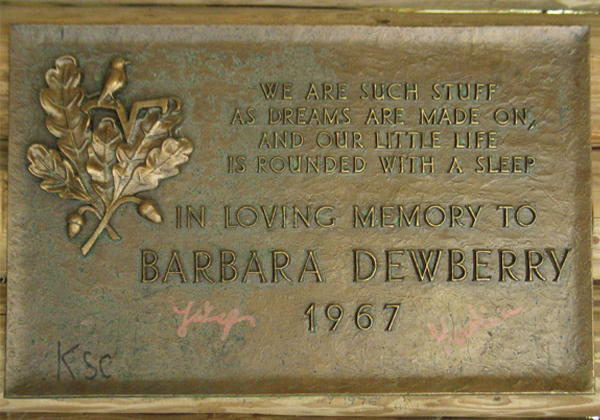 WE ARE SUCH STUFF
AS DREAMS ARE MADE ON,
AND OUR LITTLE LIFE
IS ROUNDED WITH A SLEEP
IN LOVING MEMORY TO
BARBARA DEWBERRY
1967
KSC